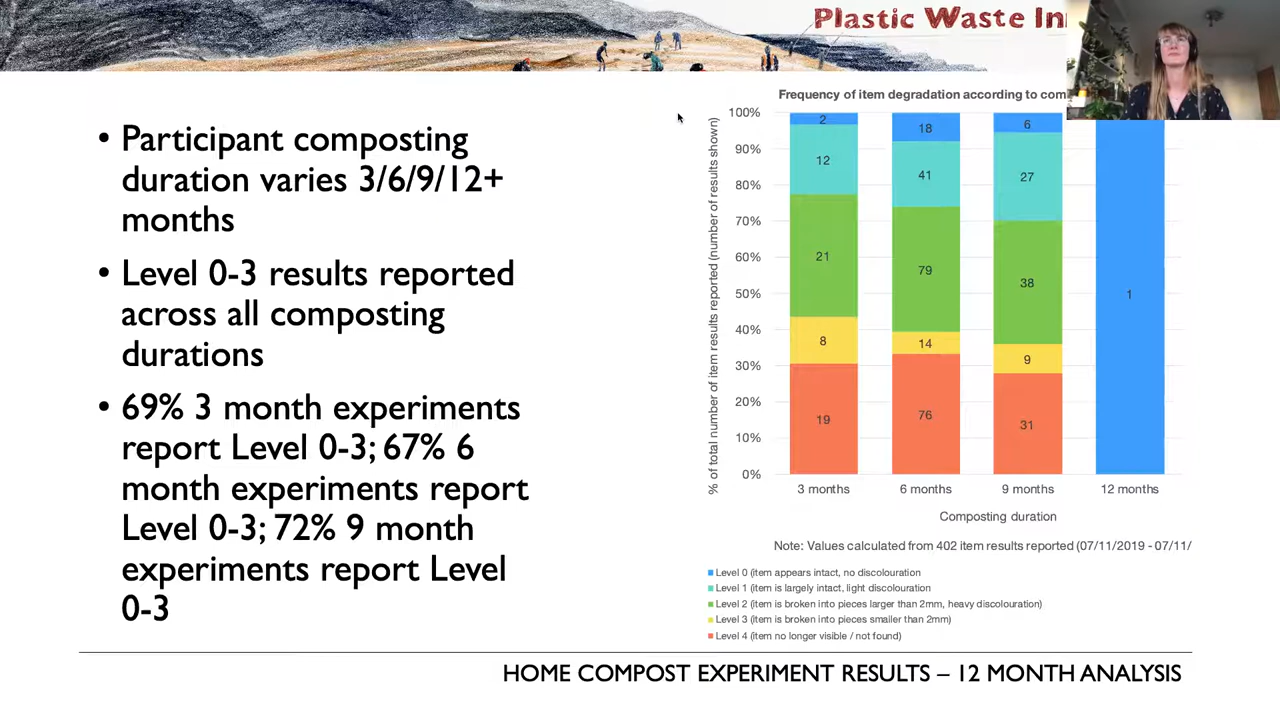 Plastic Waste In
• Participant composting
duration varies 3/6/9/12+
months
• Level 0-3 results reported
across all composting
durations
• 69% 3 month experiments
report Level 0-3; 67% 6
month experiments report
Level 0-3; 72% 9 month
experiments report Level
0-3
Frequency of item degradation according to com
% of total number of item results reported (number of results shown)
100%
90%
80%
70%
60%
50%
40%
30%
20%
10%
0%
2
12
21
8
19
18
41
79
14
76
6
27
38
9
31
1
3 months
6 months
9 months
12 months
Composting duration
Note: Values calculated from 402 item results reported (07/11/2019 - 07/11/
Level 0 (item appears intact, no discolouration
Level 1 (item is largely intact, light discolouration
Level 2 (item is broken into pieces larger than 2mm, heavy discolouration)
Level 3 (item is broken into pieces smaller than 2mm)
Level 4 (item no longer visible / not found)
HOME COMPOST EXPERIMENT RESULTS – 12 MONTH ANALYSIS